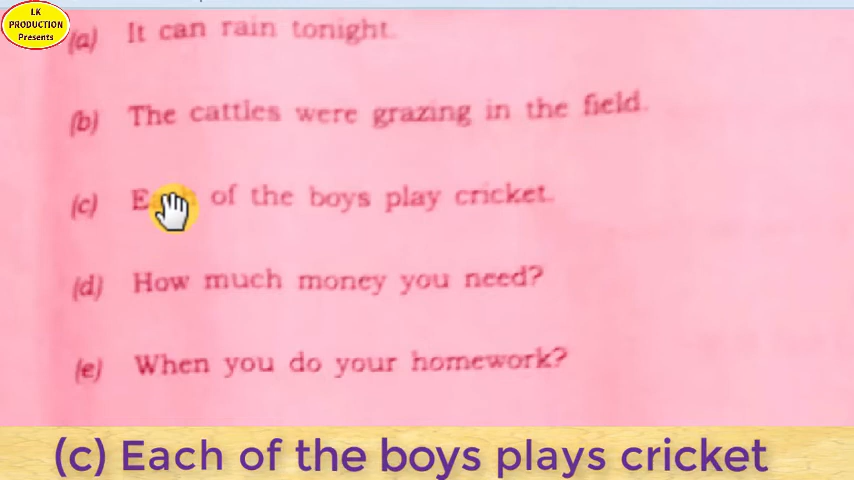 LK
PRODUCTION
Presents
(a) It can rain tonight.
(b) The cattles were grazing in the field.
(c) of the boys play cricket.
(d) How much money you need?
(e) When you do your homework?
(c) Each of the boys plays cricket